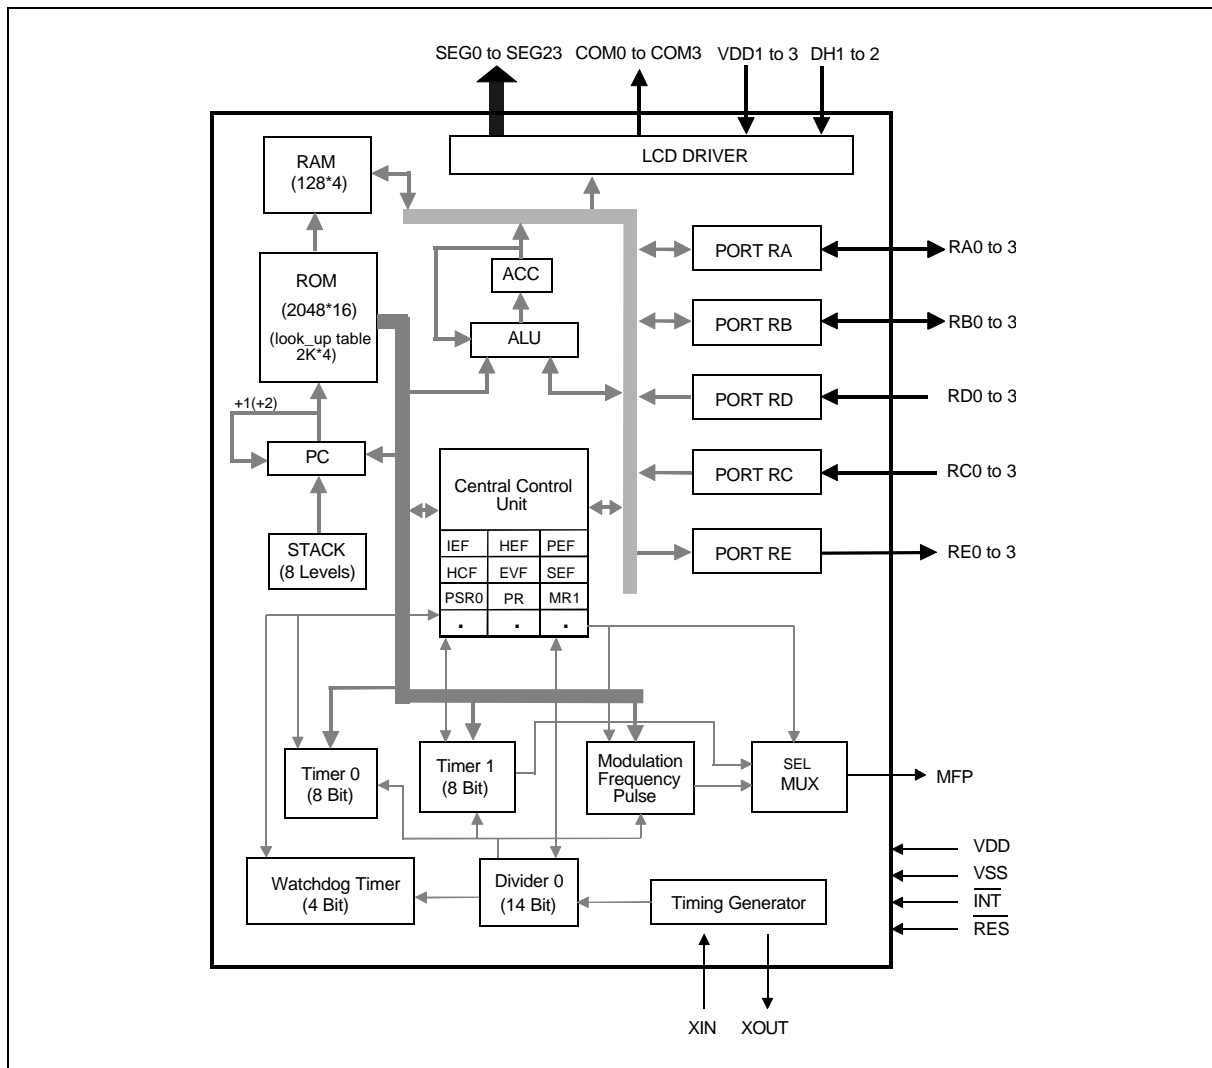 SEG0 to SEG23 COM0 to COM3 VDD1 to 3 DH1 to 2
LCD DRIVER
RAM
(128*4)
ROM
(2048*16)
(look_up table
2K*4)
ACC
ALU
PORT RA
RA0 to 3
PORT RB
RB0 to 3
PORT RD
RD0 to 3
PORT RC
RC0 to 3
PORT RE
RE0 to 3
+1(+2)
PC
STACK
(8 Levels)
Central Control
Unit
IEF HEF PEF
HCF EVF SEF
PSR0 PR MR1
. . .
Timer 0
(8 Bit)
Timer 1
(8 Bit)
Modulation
Frequency
Pulse
SEL
MUX
MFP
Watchdog Timer
(4 Bit)
Divider 0
(14 Bit)
Timing Generator
VDD
VSS
INT
RES
XIN XOUT